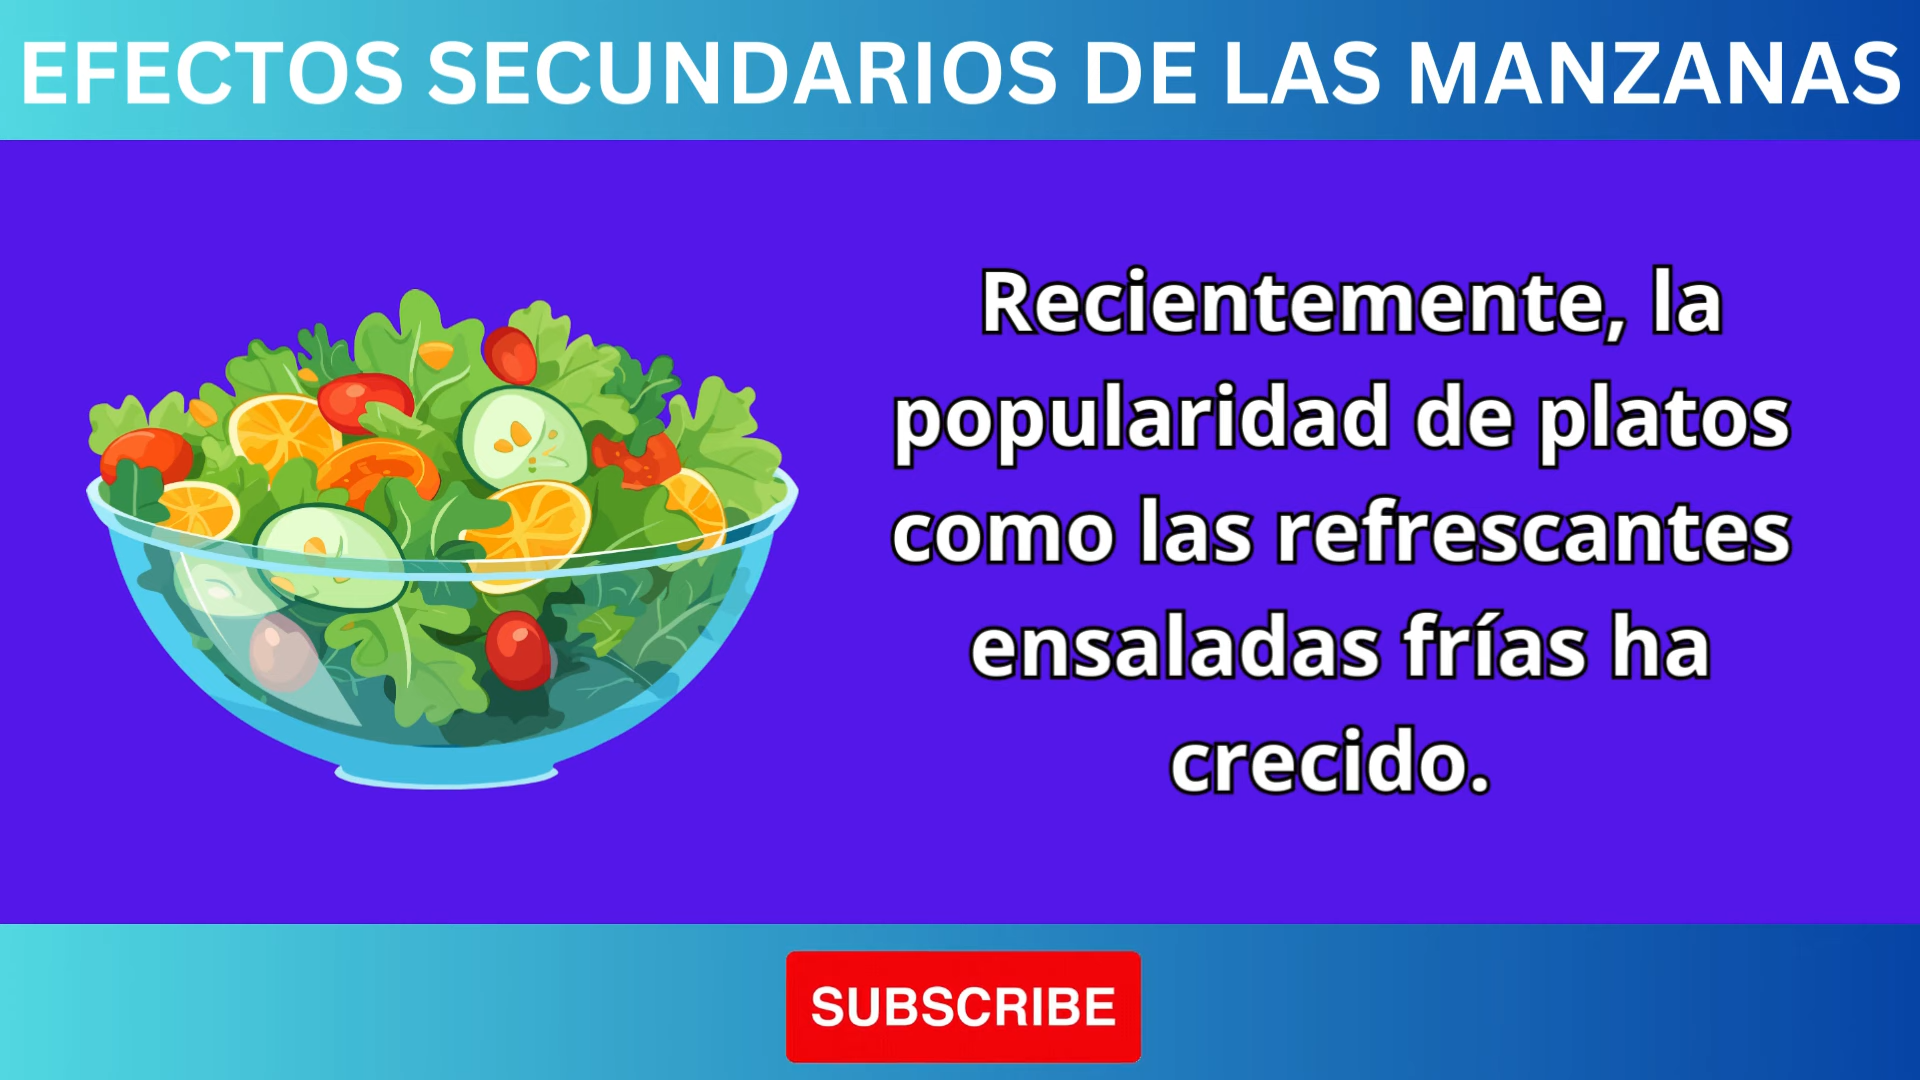 EFECTOS SECUNDARIOS DE LAS MANZANAS
Recientemente, la
popularidad de platos
como las refrescantes
ensaladas frías ha
crecido.
SUBSCRIBE